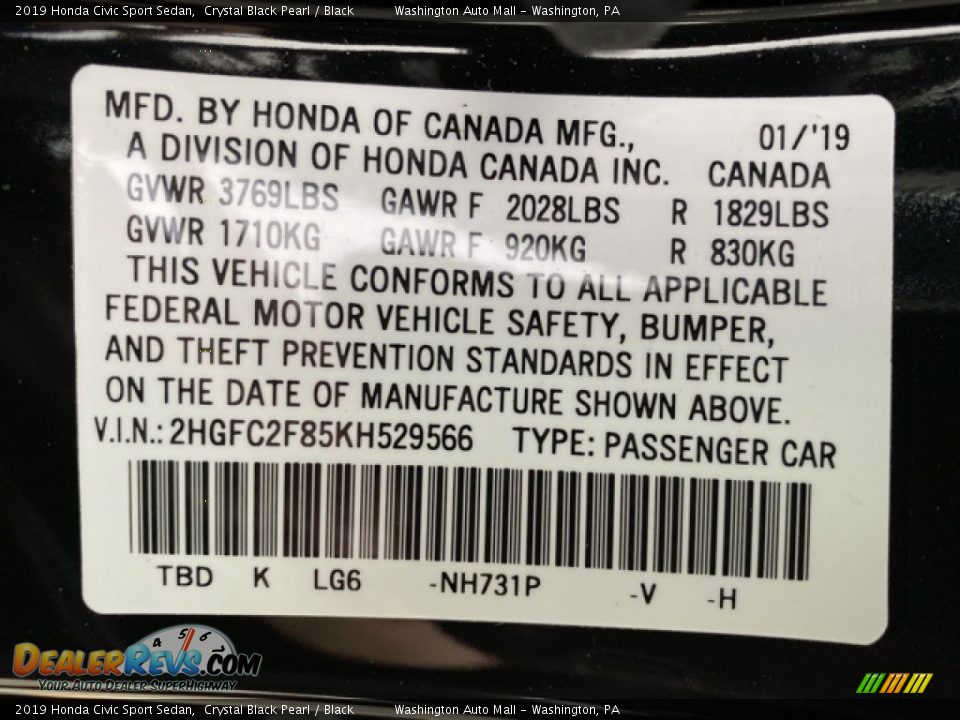 2019 Honda Civic Sport Sedan, Crystal Black Pearl / Black Washington Auto Mall - Washington, PA
MFD. BY HONDA OF CANADA MFG., 01/'19
A DIVISION OF HONDA CANADA INC. CANADA
GVWR 3769LBS GAWR F 2028LBS R 1829LBS
GVWR 1710KG GAWR F 920KG R 830KG
THIS VEHICLE CONFORMS TO ALL APPLICABLE
FEDERAL MOTOR VEHICLE SAFETY, BUMPER,
AND THEFT PREVENTION STANDARDS IN EFFECT
ON THE DATE OF MANUFACTURE SHOWN ABOVE.
V.I.N.: 2HGFC2F85KH529566 TYPE: PASSENGER CAR
TBD K LG6 -NH731P -V -H
4 5 6
DEALERREVS.COM
YOUR AUTO DEALER SUPERHIGHWAY
2019 Honda Civic Sport Sedan, Crystal Black Pearl / Black Washington Auto Mall - Washington, PA